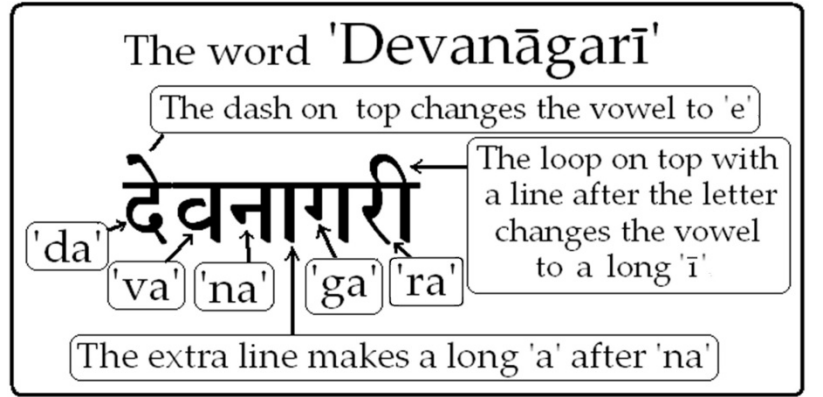 The word 'Devanāgarī'
The dash on top changes the vowel to 'e'
देवनागरी
The loop on top with
a line after the letter
changes the vowel
to a long 'ī'
'da'
'va'
'na'
'ga'
'ra'
The extra line makes a long 'a' after 'na'